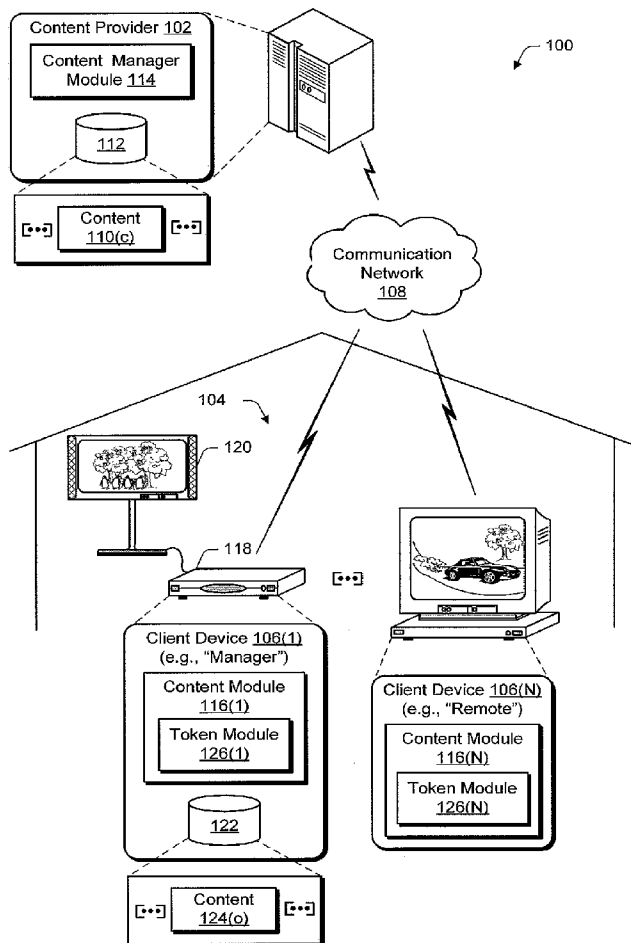 Content Provider 102
Content Manager
Module 114
112
[•••]
Content
110(c)
[•••]
100
Communication
Network
108
104
120
118
[•••]
Client Device 106(1)
(e.g., “Manager”)
Content Module
116(1)
Token Module
126(1)
122
[•••]
Content
124(o)
[•••]
Client Device 106(N)
(e.g., “Remote”)
Content Module
116(N)
Token Module
126(N)